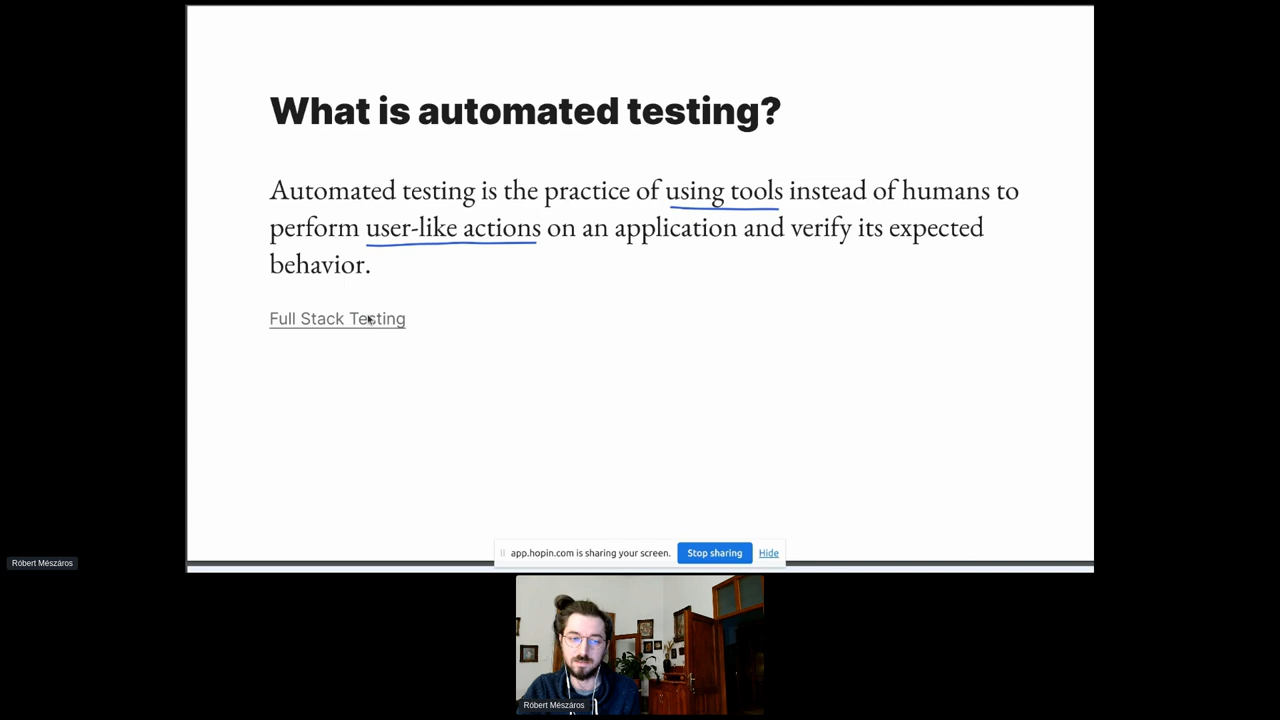 What is automated testing?
Automated testing is the practice of using tools instead of humans to
perform user-like actions on an application and verify its expected
behavior.
Full Stack Testing
app.hopin.com is sharing your screen. Stop sharing Hide
Róbert Mészáros
Róbert Mészáros